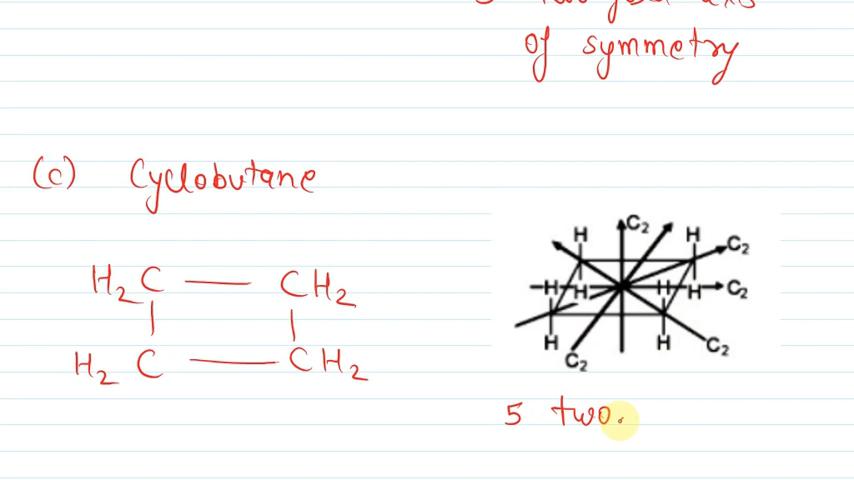 of symmetry
(c) Cyclobutane
H2C — CH2
H2C — CH2
C2
H H C2
H H H H C2
H H C2
C2
5 two.